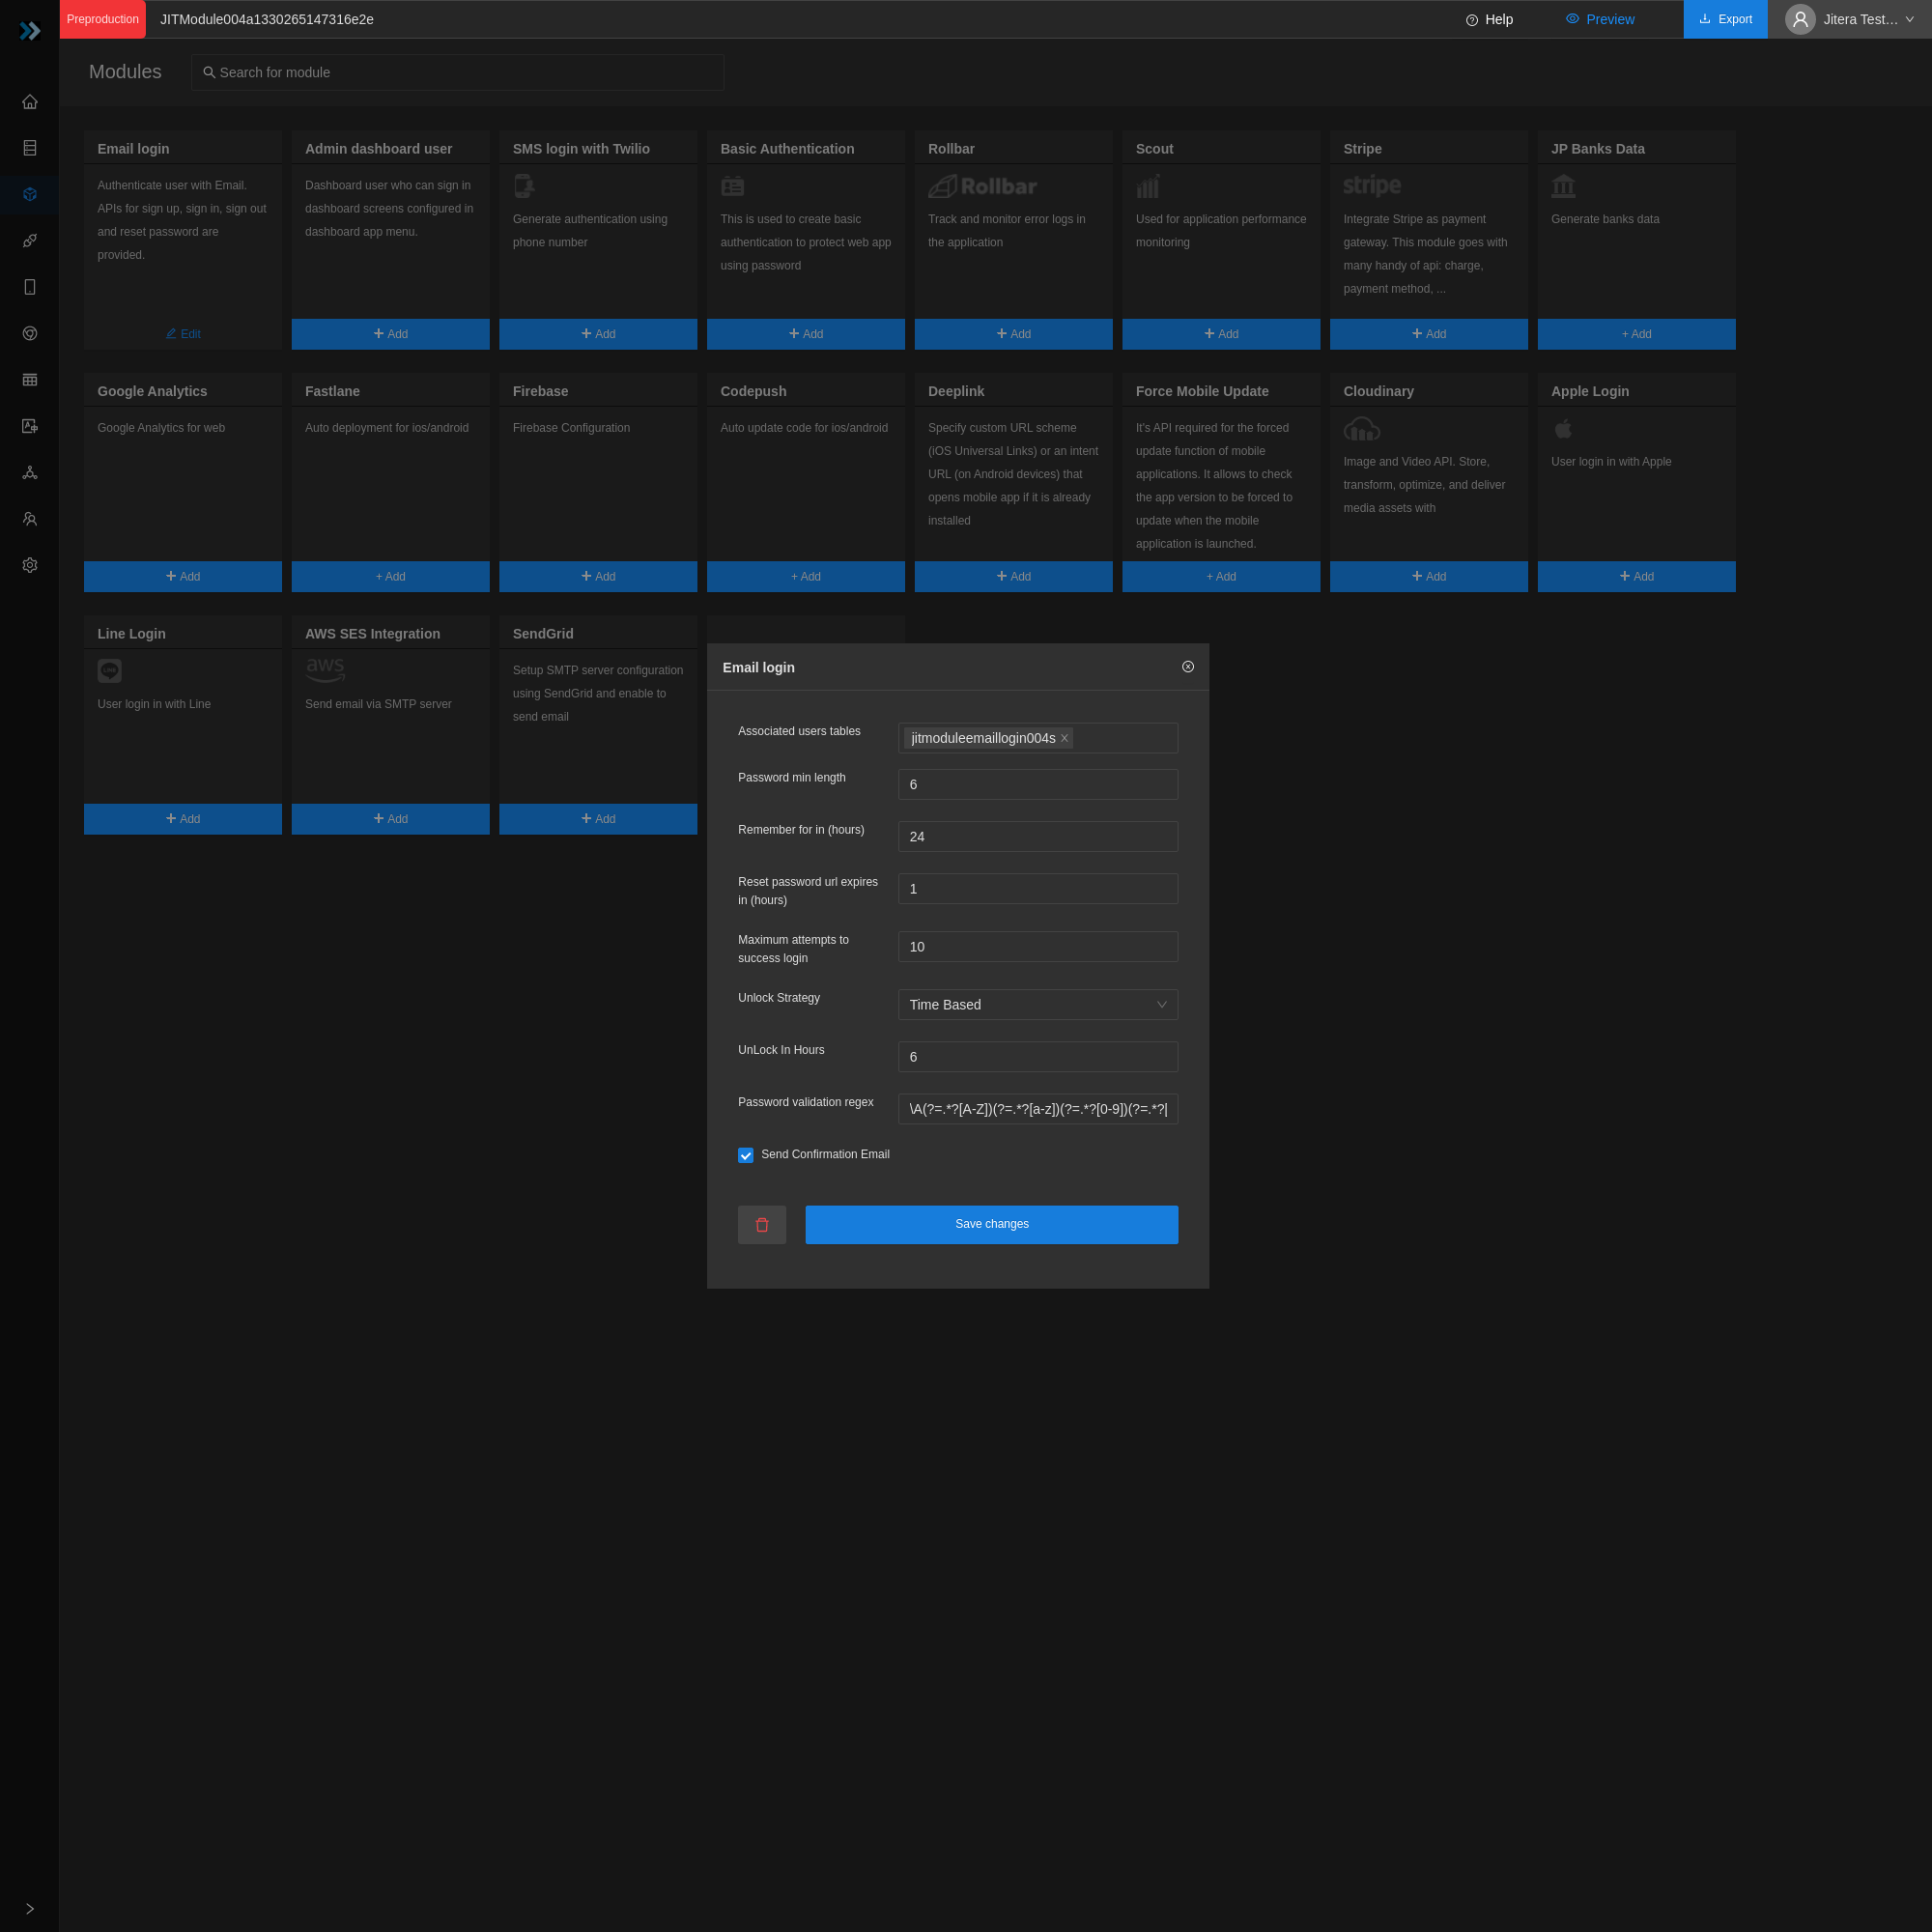 Preproduction
JITModule004a1330265147316e2e
Help
Preview
Export
Jitera Test…
Modules
Search for module
Email login
Authenticate user with Email.
APIs for sign up, sign in, sign out
and reset password are
provided.
Edit
Admin dashboard user
Dashboard user who can sign in
dashboard screens configured in
dashboard app menu.
Add
SMS login with Twilio
Generate authentication using
phone number
Add
Basic Authentication
This is used to create basic
authentication to protect web app
using password
Add
Rollbar
Rollbar
Track and monitor error logs in
the application
Add
Scout
Used for application performance
monitoring
Add
Stripe
stripe
Integrate Stripe as payment
gateway. This module goes with
many handy of api: charge,
payment method, ...
Add
JP Banks Data
Generate banks data
+ Add
Google Analytics
Google Analytics for web
Add
Fastlane
Auto deployment for ios/android
+ Add
Firebase
Firebase Configuration
Add
Codepush
Auto update code for ios/android
+ Add
Deeplink
Specify custom URL scheme
(iOS Universal Links) or an intent
URL (on Android devices) that
opens mobile app if it is already
installed
Add
Force Mobile Update
It's API required for the forced
update function of mobile
applications. It allows to check
the app version to be forced to
update when the mobile
application is launched.
+ Add
Cloudinary
Image and Video API. Store,
transform, optimize, and deliver
media assets with
Add
Apple Login
User login in with Apple
Add
Line Login
LINE
User login in with Line
Add
AWS SES Integration
aws
Send email via SMTP server
Add
SendGrid
Setup SMTP server configuration
using SendGrid and enable to
send email
Add
Email login
Associated users tables
jitmoduleemaillogin004s
Password min length
6
Remember for in (hours)
24
Reset password url expires
in (hours)
1
Maximum attempts to
success login
10
Unlock Strategy
Time Based
UnLock In Hours
6
Password validation regex
\A(?=.*?[A-Z])(?=.*?[a-z])(?=.*?[0-9])(?=.*?[
Send Confirmation Email
Save changes